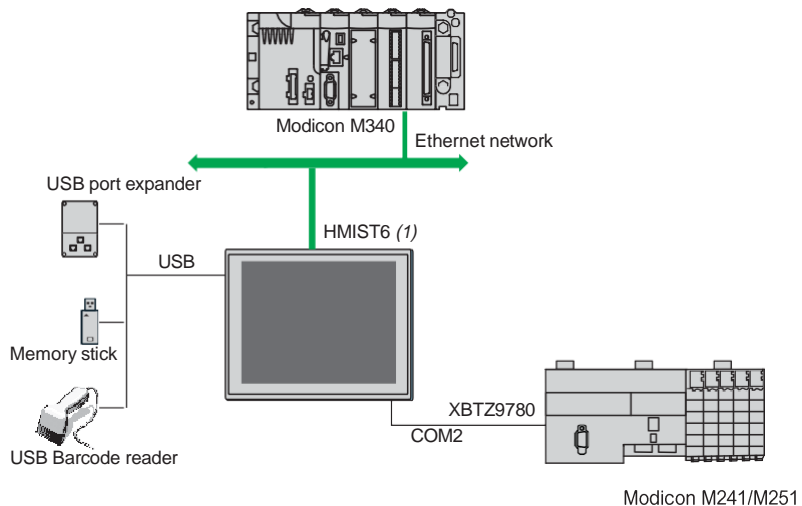 Modicon M340
Ethernet network
USB port expander
HMIST6 (1)
USB
Memory stick
XBTZ9780
COM2
USB Barcode reader
Modicon M241/M251